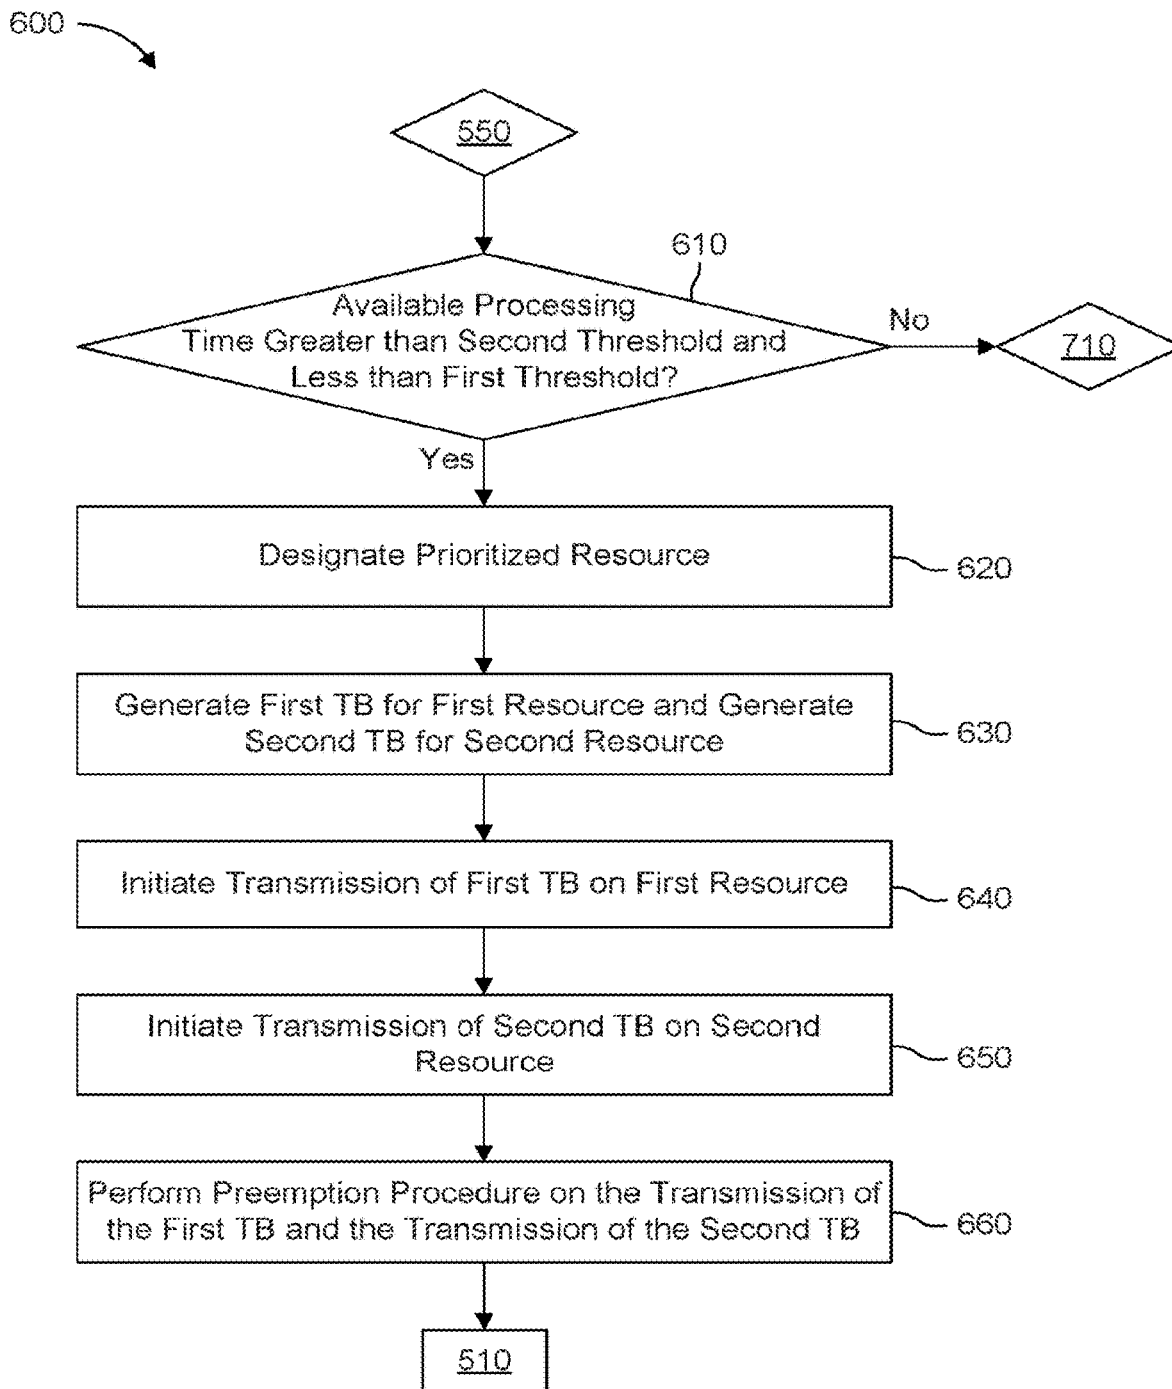 600
550
610
Available Processing
Time Greater than Second Threshold and
Less than First Threshold?
No
710
Yes
Designate Prioritized Resource
620
Generate First TB for First Resource and Generate
Second TB for Second Resource
630
Initiate Transmission of First TB on First Resource
640
Initiate Transmission of Second TB on Second
Resource
650
Perform Preemption Procedure on the Transmission of
the First TB and the Transmission of the Second TB
660
510